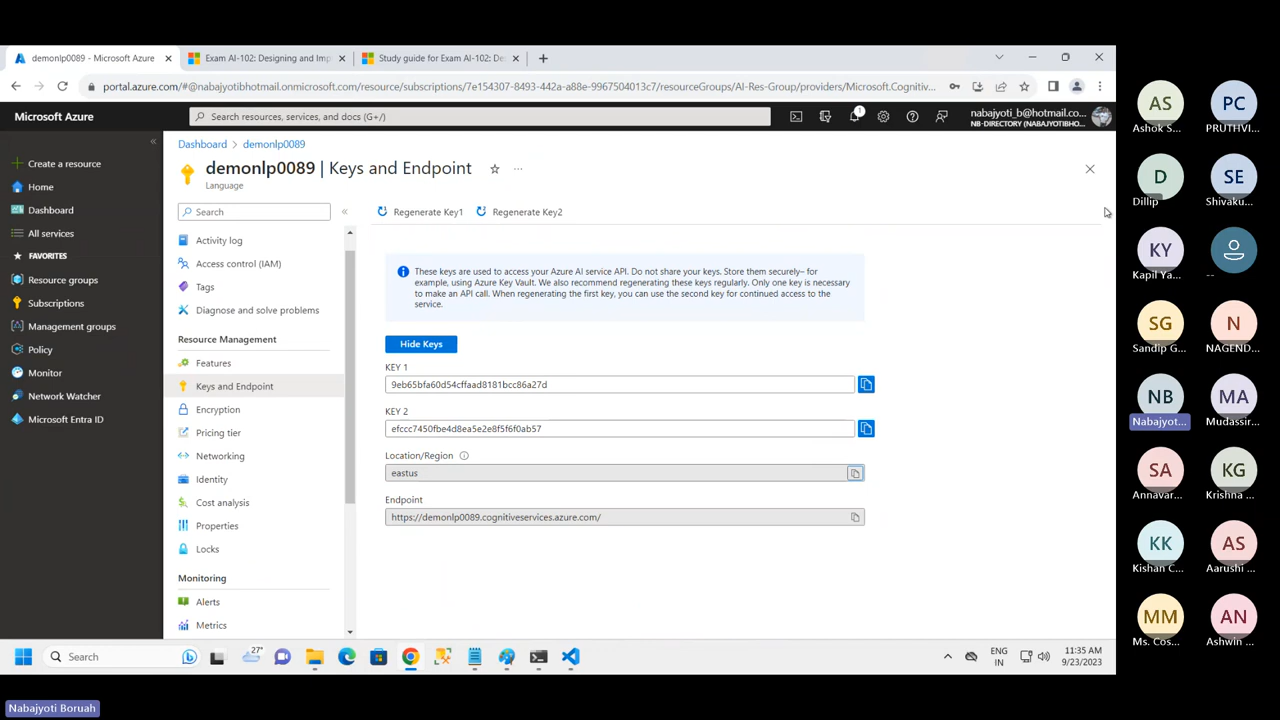 demonlp0089 - Microsoft Azure
Exam AI-102: Designing and Imp
Study guide for Exam AI-102: De
portal.azure.com/#@nabajyotibhotmail.onmicrosoft.com/resource/subscriptions/7e154307-8493-442a-a88e-9967504013c7/resourceGroups/AI-Res-Group/providers/Microsoft.Cognitiv...
Microsoft Azure
Search resources, services, and docs (G+/)
1
nabajyoti_b@hotmail.co...
NB-DIRECTORY (NABAJYOTIBHO...
Create a resource
Home
Dashboard
All services
FAVORITES
Resource groups
Subscriptions
Management groups
Policy
Monitor
Network Watcher
Microsoft Entra ID
Dashboard > demonlp0089
demonlp0089 | Keys and Endpoint
Language
Search
Activity log
Access control (IAM)
Tags
Diagnose and solve problems
Resource Management
Features
Keys and Endpoint
Encryption
Pricing tier
Networking
Identity
Cost analysis
Properties
Locks
Monitoring
Alerts
Metrics
Regenerate Key1
Regenerate Key2
These keys are used to access your Azure AI service API. Do not share your keys. Store them securely– for
example, using Azure Key Vault. We also recommend regenerating these keys regularly. Only one key is necessary
to make an API call. When regenerating the first key, you can use the second key for continued access to the
service.
Hide Keys
KEY 1
9eb65bfa60d54cffaad8181bcc86a27d
KEY 2
efccc7450fbe4d8ea5e2e8f5f6f0ab57
Location/Region
eastus
Endpoint
https://demonlp0089.cognitiveservices.azure.com/
Search
27°
ENG
IN
11:35 AM
9/23/2023
AS
Ashok S...
PC
PRUTHVI...
D
Dillip
SE
Shivaku...
KY
Kapil Ya...
--
SG
Sandip G...
N
NAGEND...
NB
Nabajyot...
MA
Mudassir...
SA
Annavar...
KG
Krishna ...
KK
Kishan C...
AS
Aarushi ...
MM
Ms. Cos...
AN
Ashwin ...
Nabajyoti Boruah